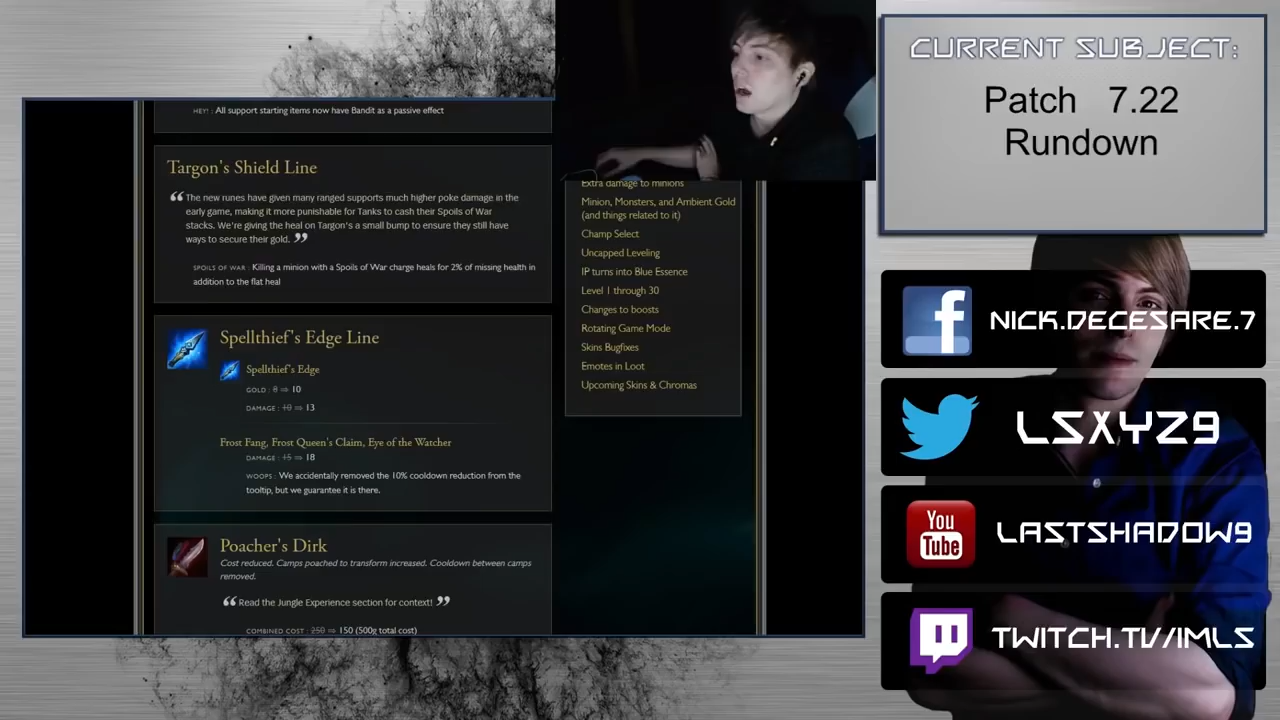 HEY! : All support starting items now have Bandit as a passive effect
Targon's Shield Line
“ The new runes have given many ranged supports much higher poke damage in the
early game, making it more punishable for Tanks to cash their Spoils of War
stacks. We're giving the heal on Targon's a small bump to ensure they still have
ways to secure their gold. ”
SPOILS OF WAR : Killing a minion with a Spoils of War charge heals for 2% of missing health in
addition to the flat heal
Spellthief's Edge Line
Spellthief's Edge
GOLD : 8 ⇒ 10
DAMAGE : 10 ⇒ 13
Frost Fang, Frost Queen's Claim, Eye of the Watcher
DAMAGE : 15 ⇒ 18
WOOPS : We accidentally removed the 10% cooldown reduction from the
tooltip, but we guarantee it is there.
Poacher's Dirk
Cost reduced. Camps poached to transform increased. Cooldown between camps
removed.
“ Read the Jungle Experience section for context! ”
COMBINED COST : 250 ⇒ 150 (500g total cost)
Extra damage to minions
Minion, Monsters, and Ambient Gold
(and things related to it)
Champ Select
Uncapped Leveling
IP turns into Blue Essence
Level 1 through 30
Changes to boosts
Rotating Game Mode
Skins Bugfixes
Emotes in Loot
Upcoming Skins & Chromas
CURRENT SUBJECT:
Patch 7.22
Rundown
f
NICK.DECESARE.7
LSXYZ9
You
Tube
LASTSHADOW9
TWITCH.TV/IMLS